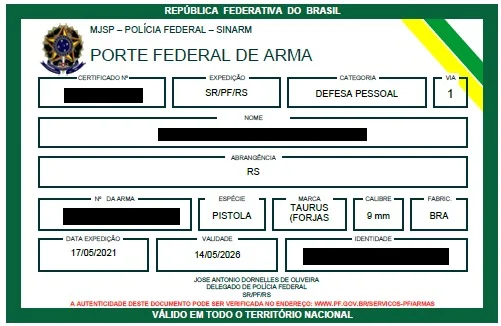 REPÚBLICA FEDERATIVA DO BRASIL
MJSP – POLÍCIA FEDERAL – SINARM
PORTE FEDERAL DE ARMA
CERTIFICADO Nº EXPEDIÇÃO CATEGORIA VIA
SR/PF/RS DEFESA PESSOAL 1
NOME
ABRANGÊNCIA
RS
Nº DA ARMA ESPÉCIE MARCA CALIBRE FABRIC.
PISTOLA TAURUS (FORJAS 9 mm BRA
DATA EXPEDIÇÃO VALIDADE IDENTIDADE
17/05/2021 14/05/2026
JOSE ANTONIO DORNELLES DE OLIVEIRA
DELEGADO DE POLÍCIA FEDERAL
SR/PF/RS
A AUTENTICIDADE DESTE DOCUMENTO PODE SER VERIFICADA NO ENDEREÇO: WWW.PF.GOV.BR/SERVICOS-PF/ARMAS
VÁLIDO EM TODO O TERRITÓRIO NACIONAL